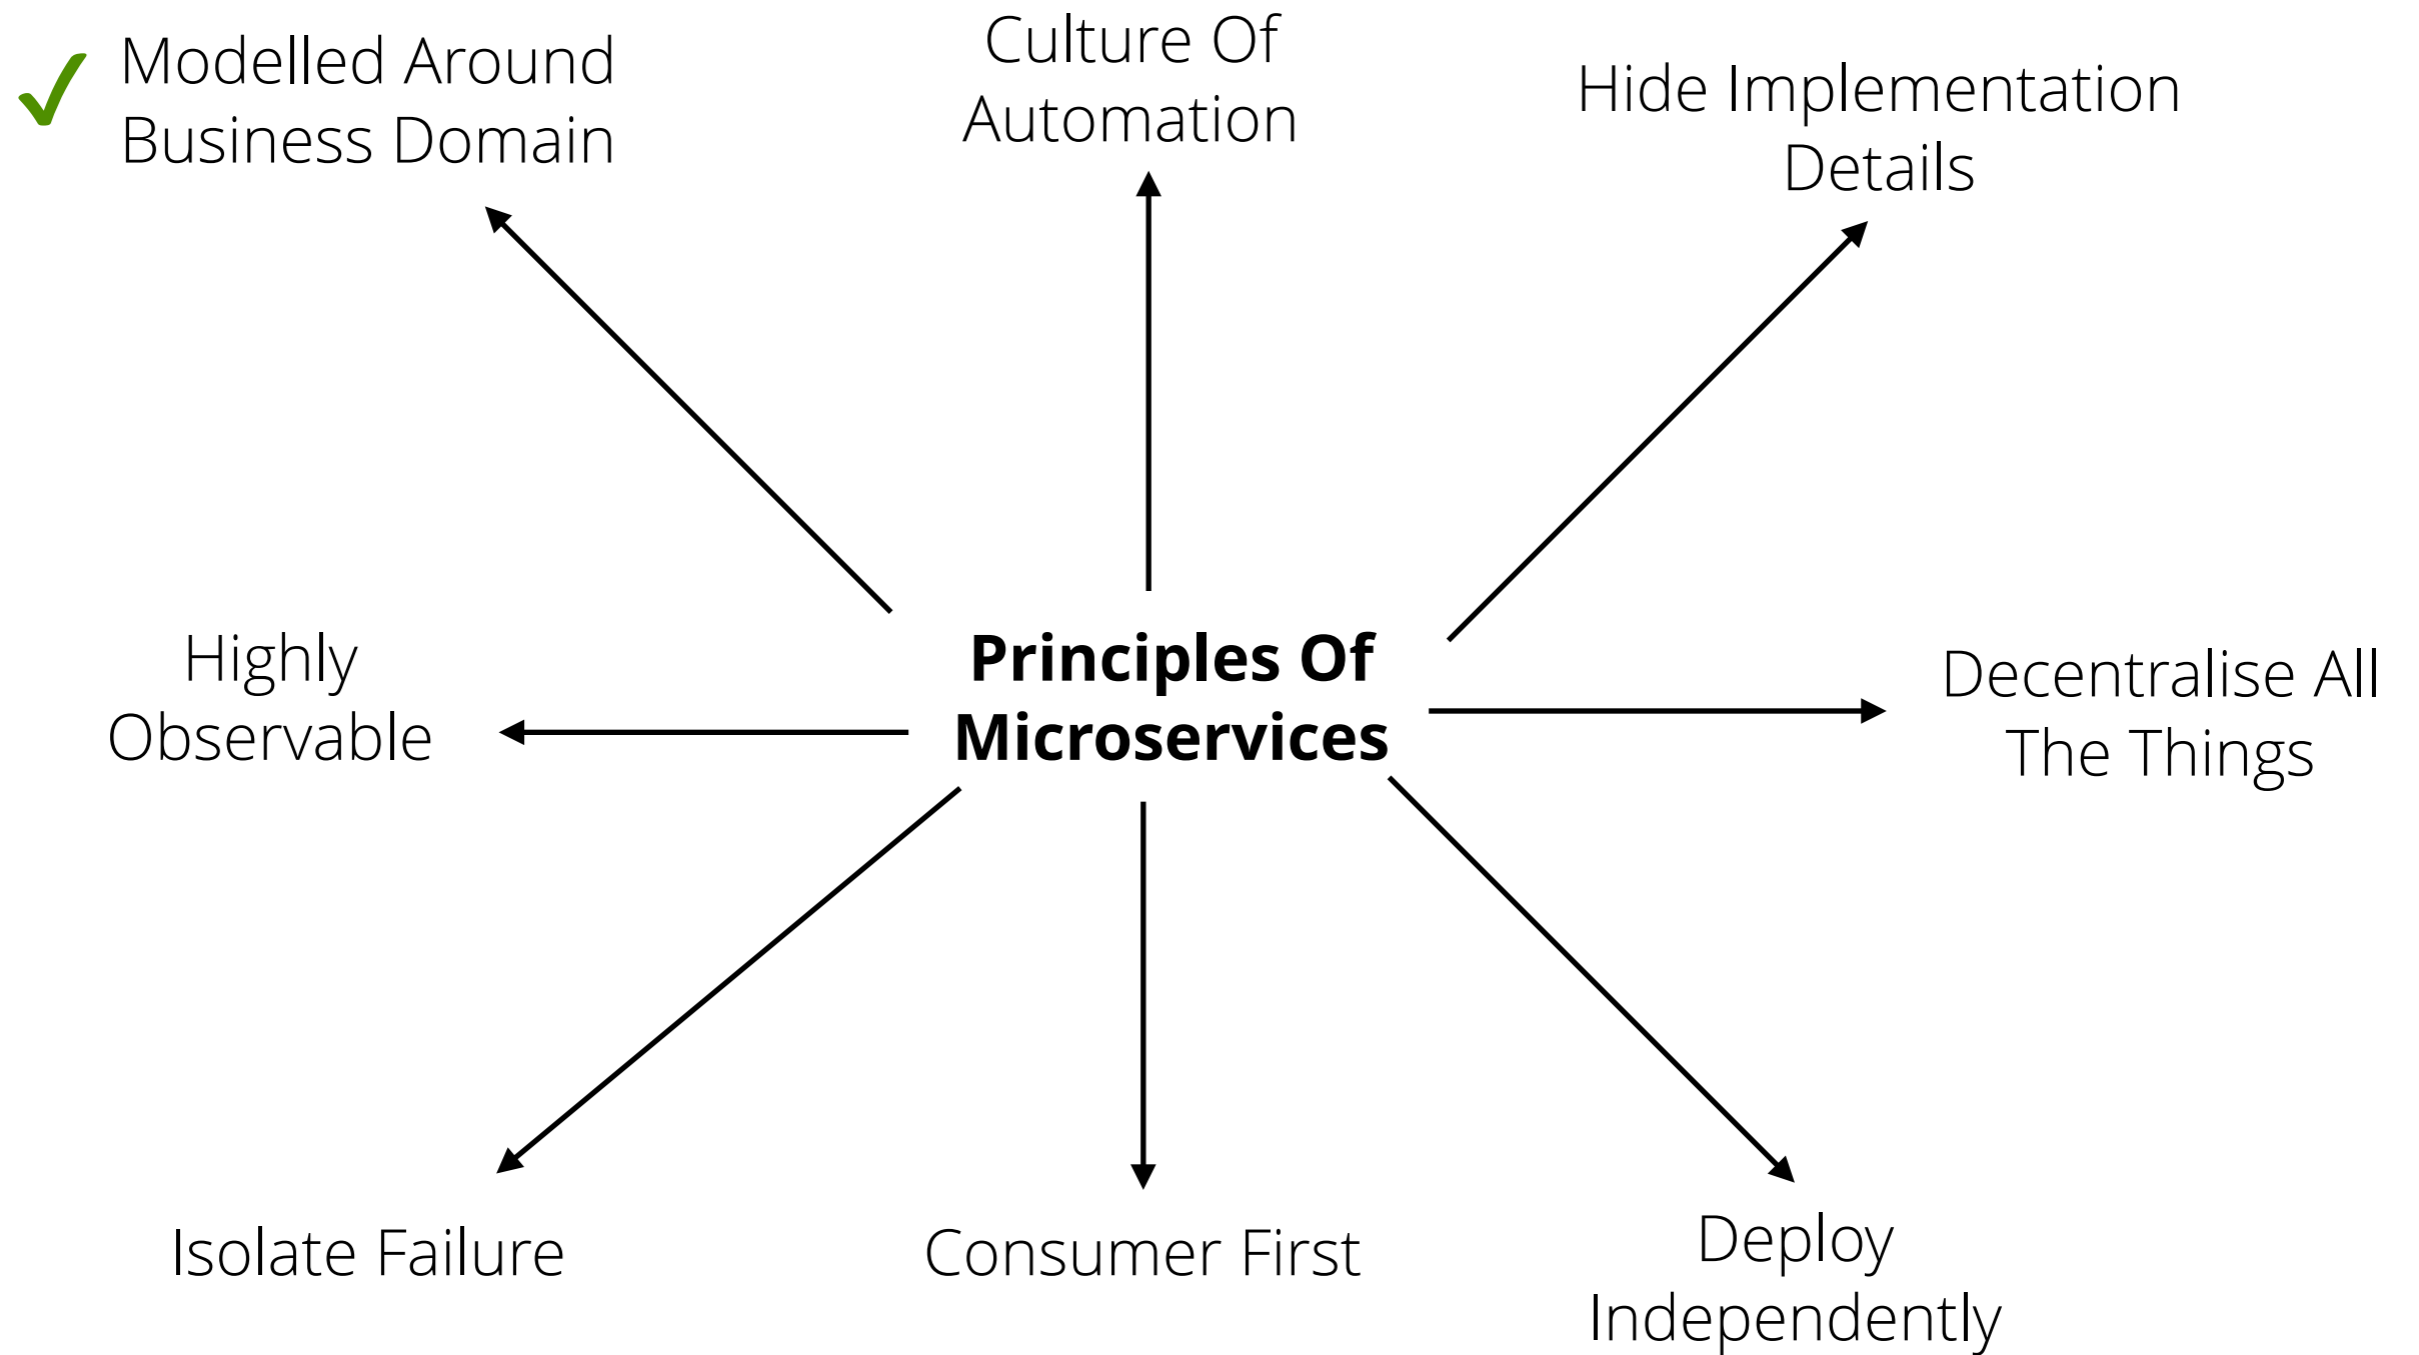 Modelled Around
Business Domain
Culture Of
Automation
Hide Implementation
Details
Highly
Observable
Principles Of
Microservices
Decentralise All
The Things
Isolate Failure
Consumer First
Deploy
Independently